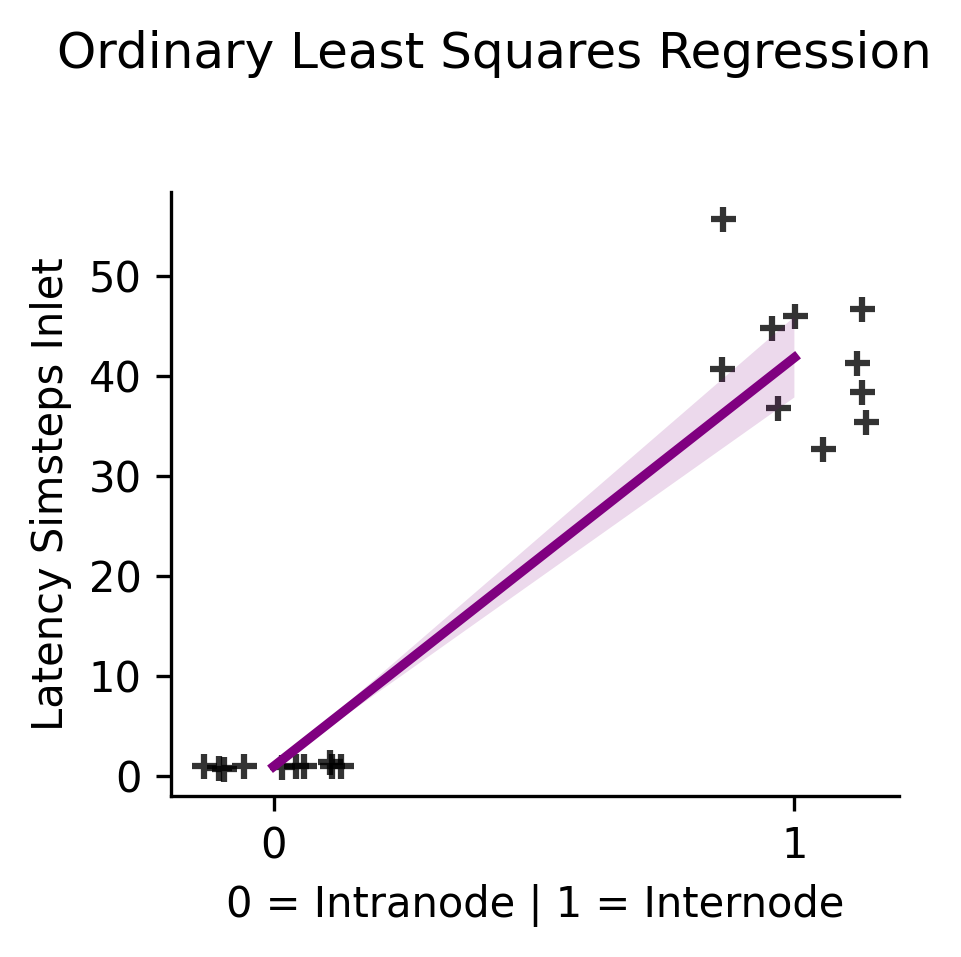 Ordinary Least Squares Regression
Latency Simsteps Inlet
50
40
30
20
10
0
0 1
0 = Intranode | 1 = Internode